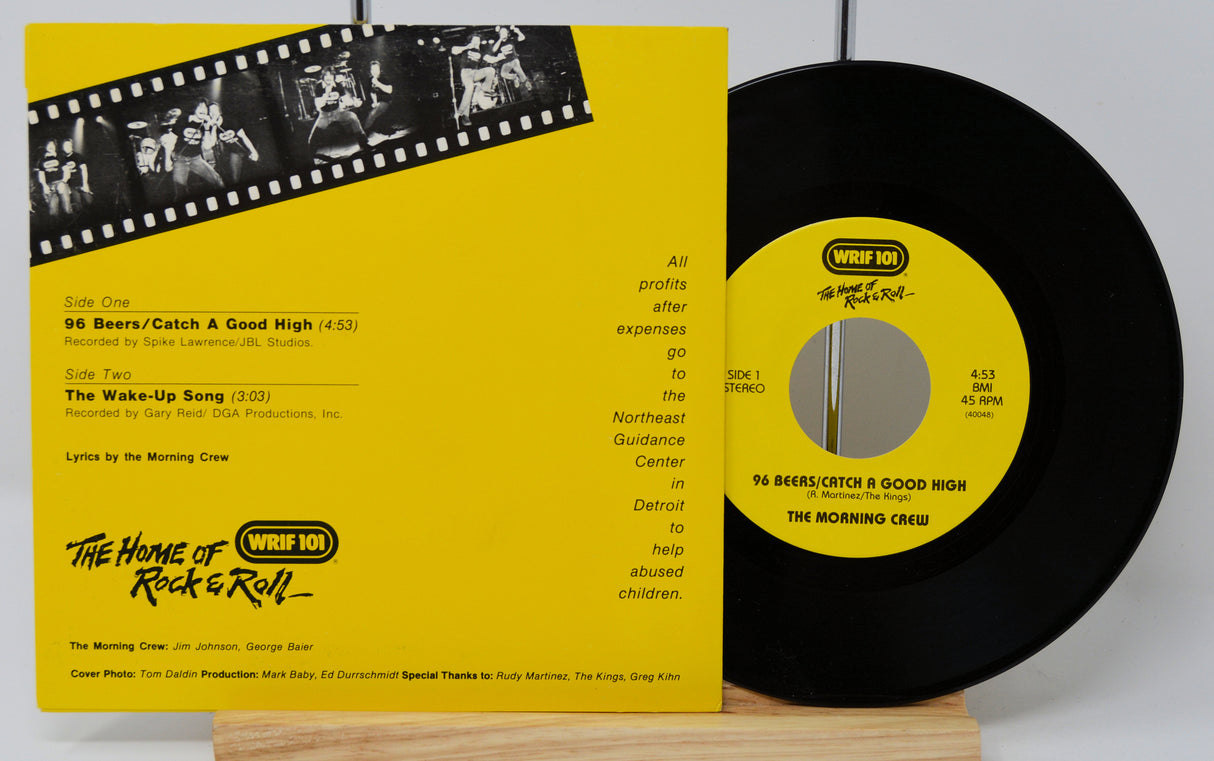 Side One
96 Beers/Catch A Good High (4:53)
Recorded by Spike Lawrence/JBL Studios.
Side Two
The Wake-Up Song (3:03)
Recorded by Gary Reid/ DGA Productions, Inc.
Lyrics by the Morning Crew
THE HOME OF WRIF 101
ROCK & ROLL
The Morning Crew: Jim Johnson, George Baier
Cover Photo: Tom Daldin Production: Mark Baby, Ed Durrschmidt Special Thanks to: Rudy Martinez, The Kings, Greg Kihn
All
profits
after
expenses
go
to
the
Northeast
Guidance
Center
in
Detroit
to
help
abused
children.
WRIF 101
THE HOME OF
ROCK & ROLL
SIDE 1
STEREO
4:53
BMI
45 RPM
(40048)
96 BEERS/CATCH A GOOD HIGH
(R. Martinez/The Kings)
THE MORNING CREW